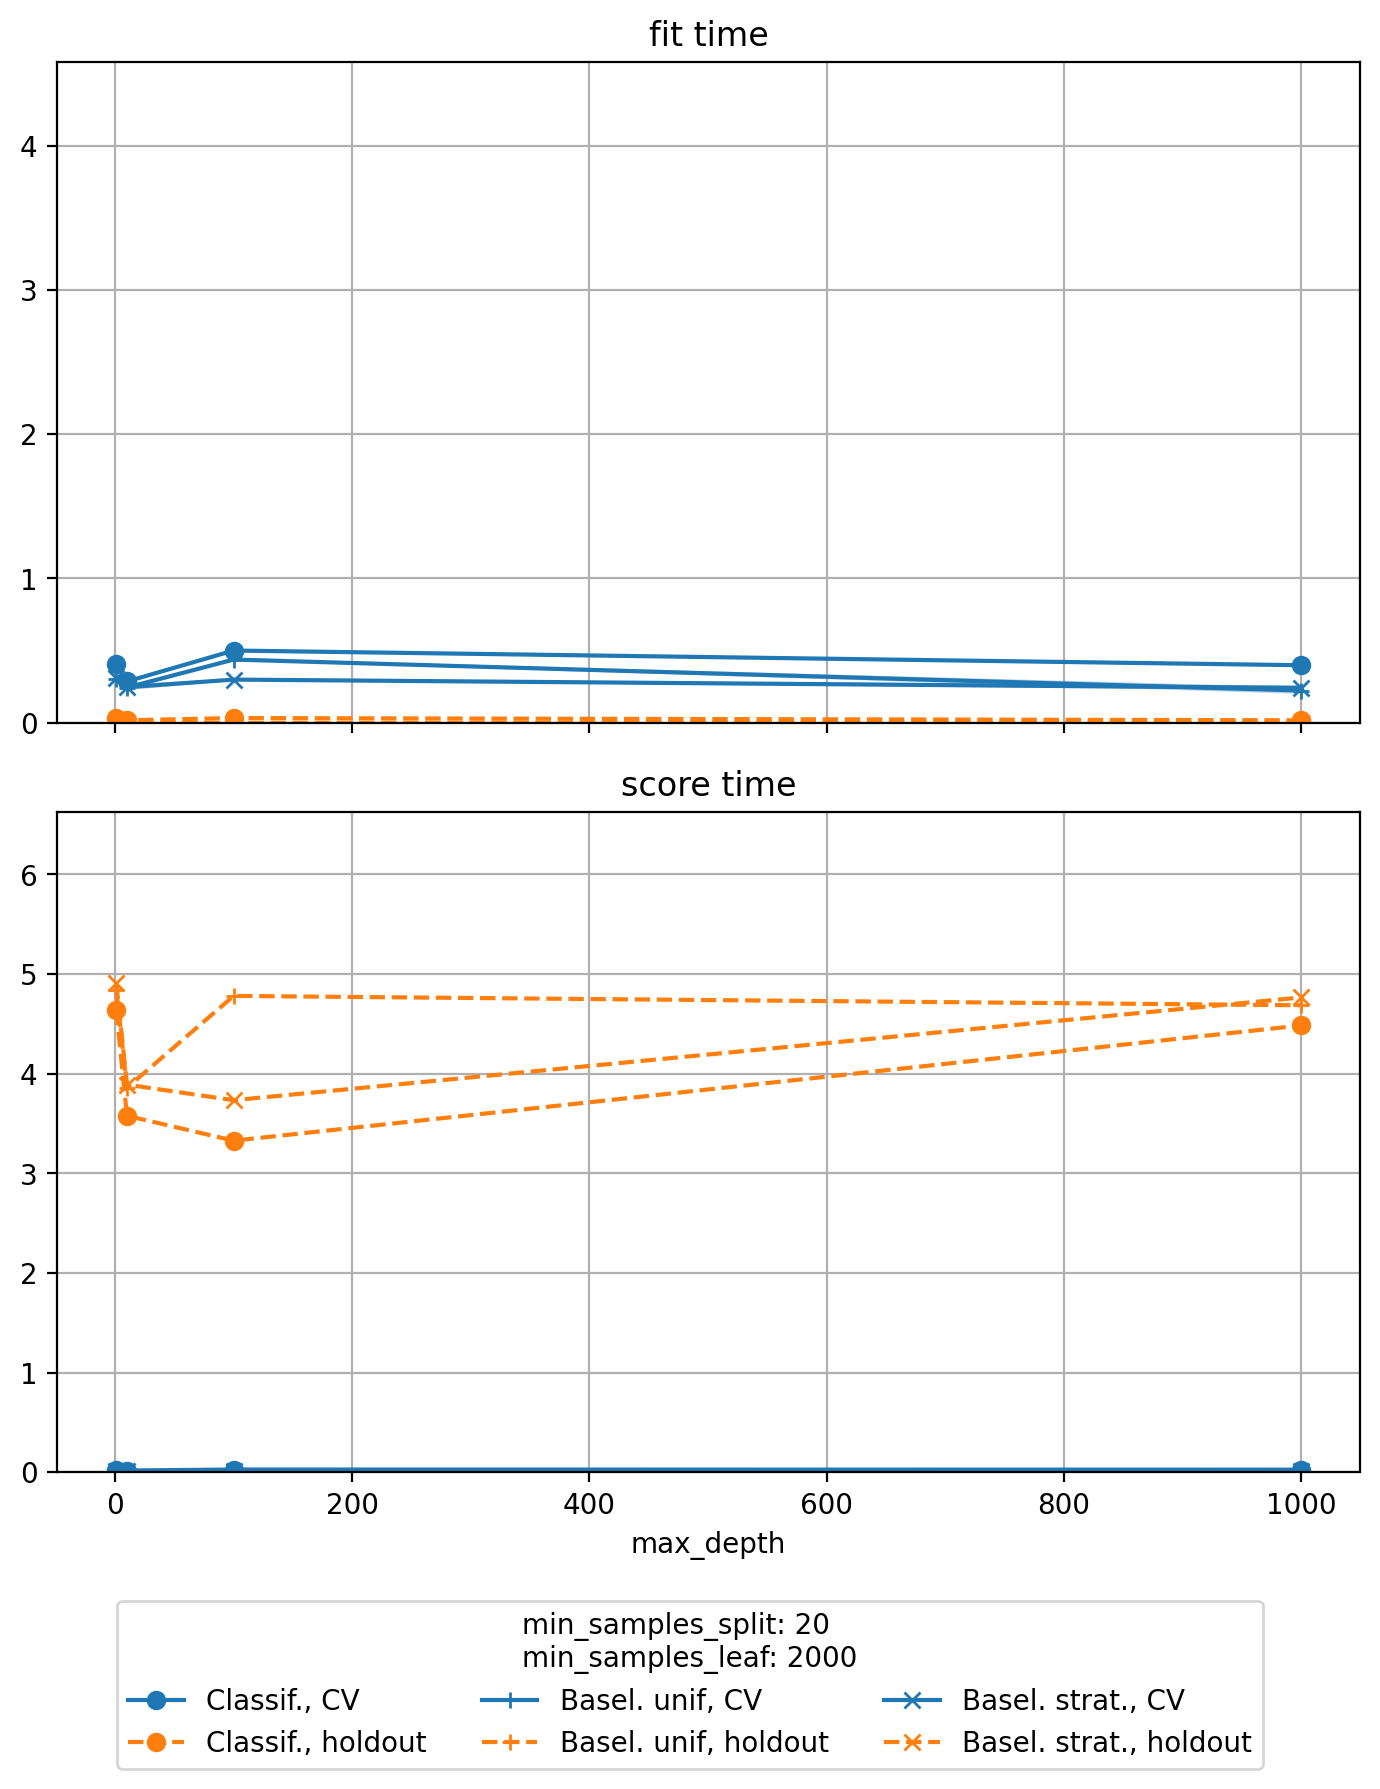 fit time
4
3
2
1
0
score time
6
5
4
3
2
1
0
0 200 400 600 800 1000
max_depth
min_samples_split: 20
min_samples_leaf: 2000
Classif., CV Basel. unif, CV Basel. strat., CV
Classif., holdout Basel. unif, holdout Basel. strat., holdout